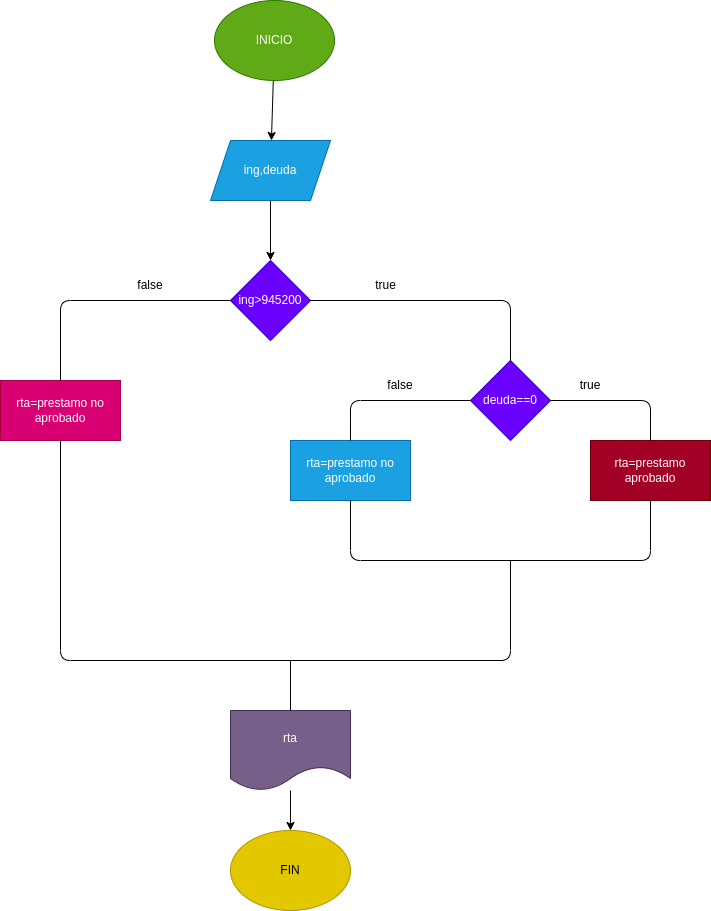 INICIO
ing,deuda
false
true
ing>945200
false
true
deuda==0
rta=prestamo no
aprobado
rta=prestamo no
aprobado
rta=prestamo
aprobado
rta
FIN